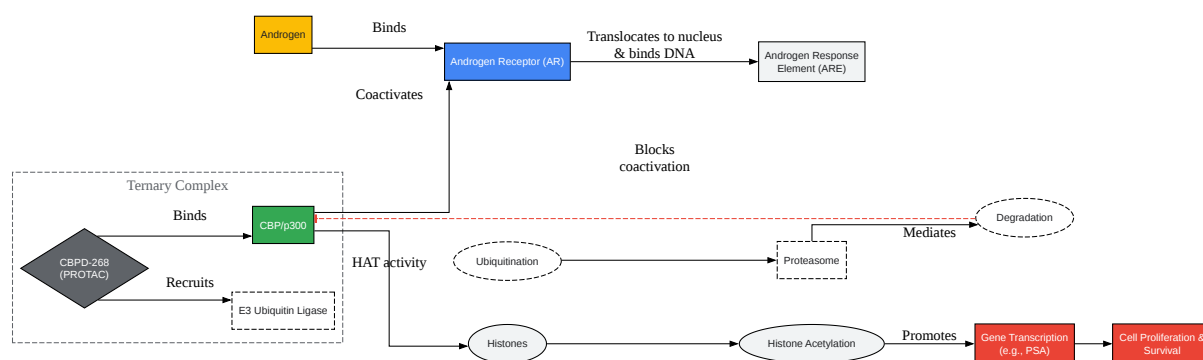 Androgen
Binds
Androgen Receptor (AR)
Translocates to nucleus
& binds DNA
Androgen Response
Element (ARE)
Coactivates
Blocks
coactivation
Ternary Complex
Binds
CBP/p300
CBPD-268
(PROTAC)
Recruits
E3 Ubiquitin Ligase
HAT activity
Ubiquitination
Proteasome
Mediates
Degradation
Histones
Histone Acetylation
Promotes
Gene Transcription
(e.g., PSA)
Cell Proliferation &
Survival